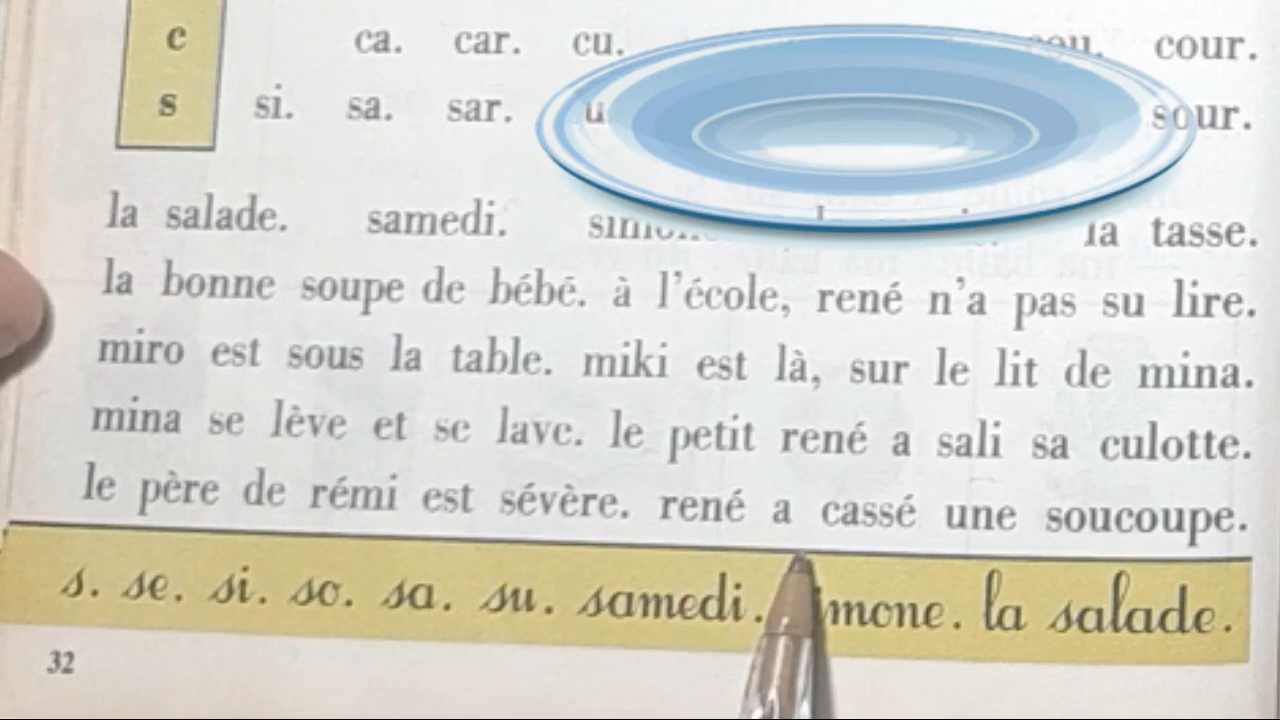 c ca. car. cu. cour.
s si. sa. sar. sour.
la salade. samedi. la tasse.
la bonne soupe de bébé. à l'école, rené n'a pas su lire.
miro est sous la table. miki est là, sur le lit de mina.
mina se lève et se lave. le petit rené a sali sa culotte.
le père de rémi est sévère. rené a cassé une soucoupe.
s. se. si. so. sa. su. samedi. imone. la salade.
32